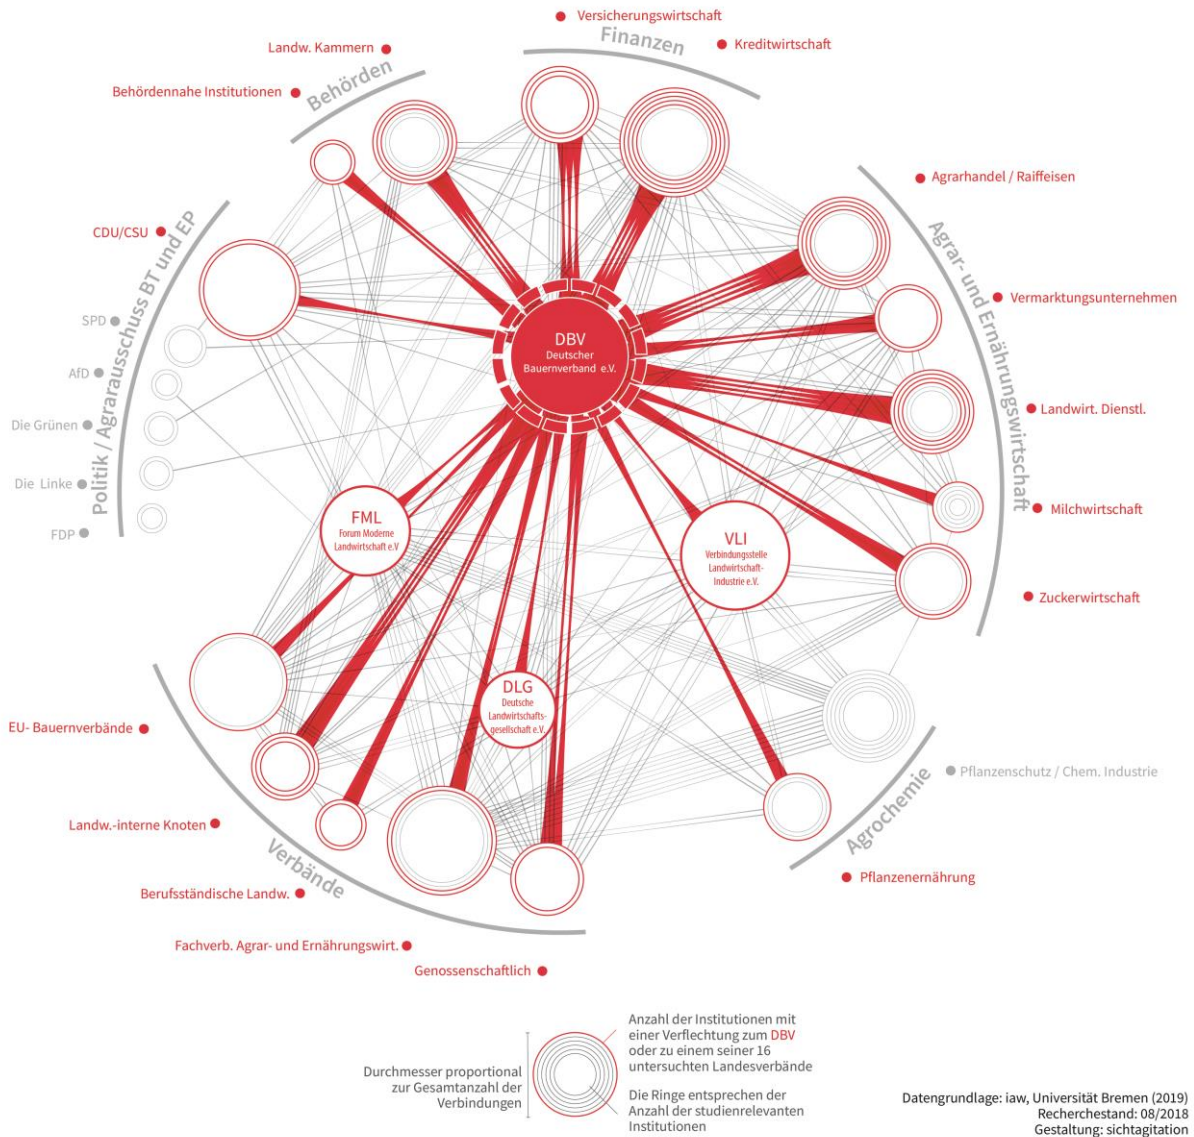 Versicherungswirtschaft
Finanzen
Kreditwirtschaft
Landw. Kammern
Behördennahe Institutionen
Behörden
Agrarhandel / Raiffeisen
Agrar- und Ernährungswirtschaft
Vermarktungsunternehmen
Landwirt. Dienstl.
Milchwirtschaft
Zuckerwirtschaft
CDU/CSU
SPD
AfD
Die Grünen
Die Linke
FDP
Politik / Agrarausschuss BT und EP
DBV
Deutscher
Bauernverband e.V.
FML
Forum Moderne
Landwirtschaft e.V
VLI
Verbindungsstelle
Landwirtschaft-
Industrie e.V.
DLG
Deutsche
Landwirtschafts-
gesellschaft e.V.
EU- Bauernverbände
Landw.-interne Knoten
Berufsständische Landw.
Fachverb. Agrar- und Ernährungswirt.
Genossenschaftlich
Verbände
Pflanzenschutz / Chem. Industrie
Agrochemie
Pflanzenernährung
Durchmesser proportional
zur Gesamtanzahl der
Verbindungen
Anzahl der Institutionen mit
einer Verflechtung zum DBV
oder zu einem seiner 16
untersuchten Landesverbände
Die Ringe entsprechen der
Anzahl der studienrelevanten
Institutionen
Datengrundlage: iaw, Universität Bremen (2019)
Recherchestand: 08/2018
Gestaltung: sichtagitation